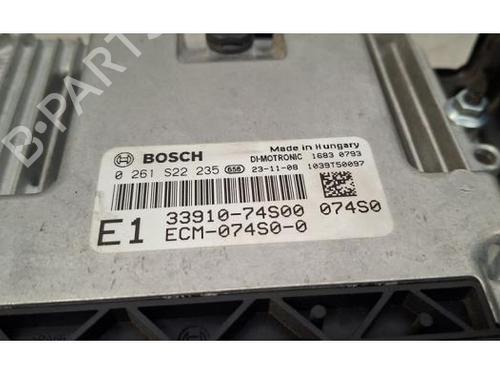 Made in Hungary
BOSCH DI-MOTRONIC 1683 0793
0 261 S22 235 658 23-11-08 1039T50097
E1 33910-74S00 074S0
ECM-074S0-0
B